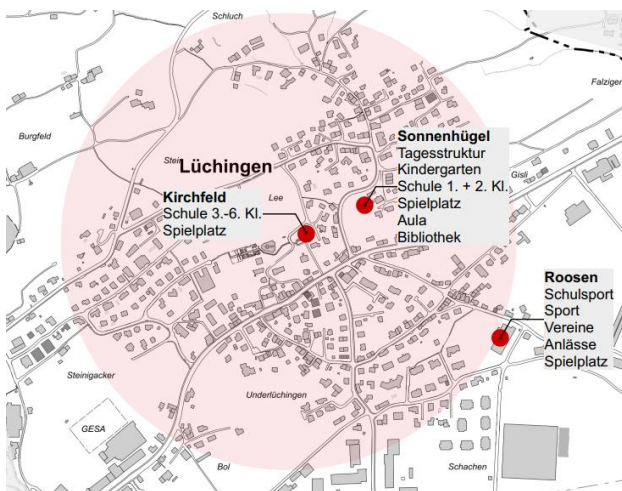 Schluch
Falziger
Burgfeld
Sonnenhügel
Tagesstruktur
Kindergarten
Schule 1. + 2. Kl.
Spielplatz
Aula
Bibliothek
Stein
Lüchingen
Gisli
Kirchfeld
Schule 3.-6. Kl.
Spielplatz
Lee
Roosen
Schulsport
Sport
Vereine
Anlässe
Spielplatz
Steinigacker
Underlüchingen
GESA
Bol
Schachen